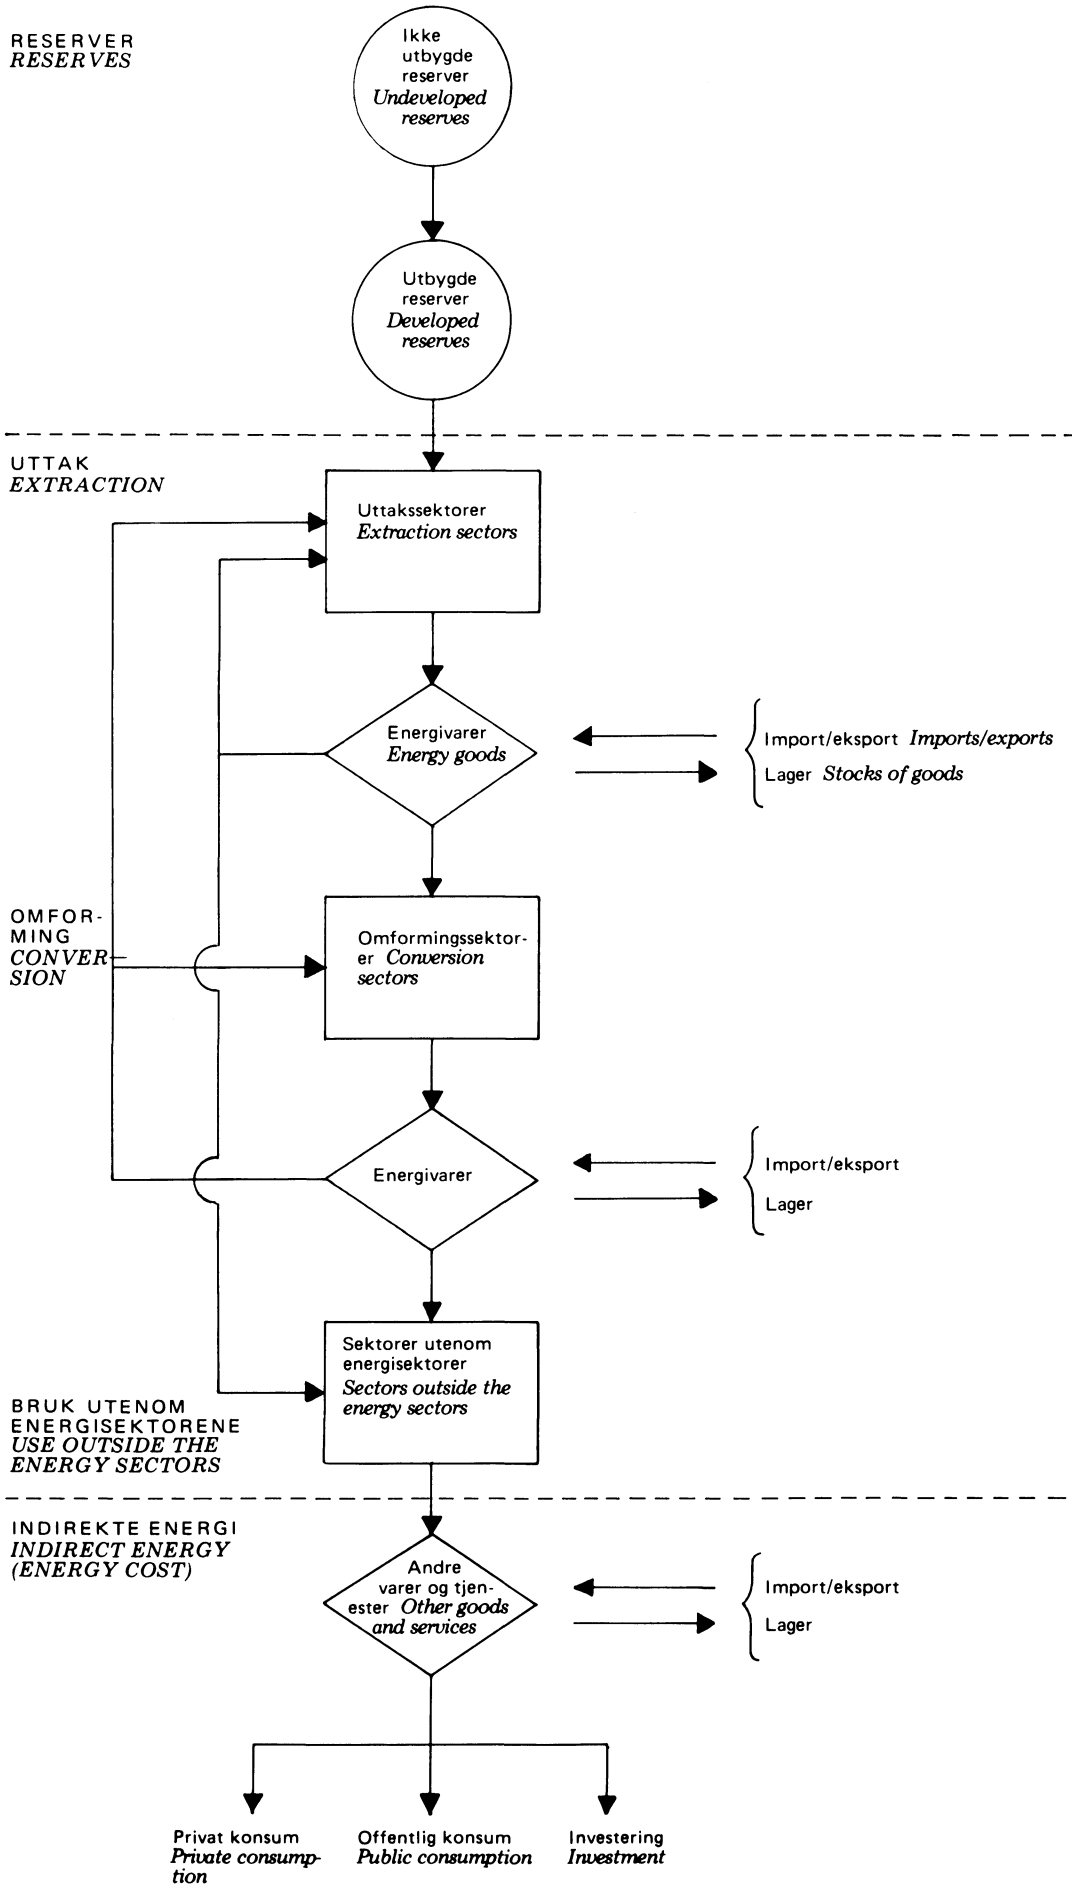 RESERVER
RESERVES
Ikke
utbygde
reserver
Undeveloped
reserves
Utbygde
reserver
Developed
reserves
UTTAK
EXTRACTION
Uttakssektorer
Extraction sectors
Energivarer
Energy goods
Import/eksport Imports/exports
Lager Stocks of goods
OMFOR-
MING
CONVER-
SION
Omformingssektor-
er Conversion
sectors
Energivarer
Import/eksport
Lager
Sektorer utenom
energisektorer
Sectors outside the
energy sectors
BRUK UTENOM
ENERGISEKTORENE
USE OUTSIDE THE
ENERGY SECTORS
INDIREKTE ENERGI
INDIRECT ENERGY
(ENERGY COST)
Andre
varer og tjen-
ester Other goods
and services
Import/eksport
Lager
Privat konsum
Private consump-
tion
Offentlig konsum
Public consumption
Investering
Investment